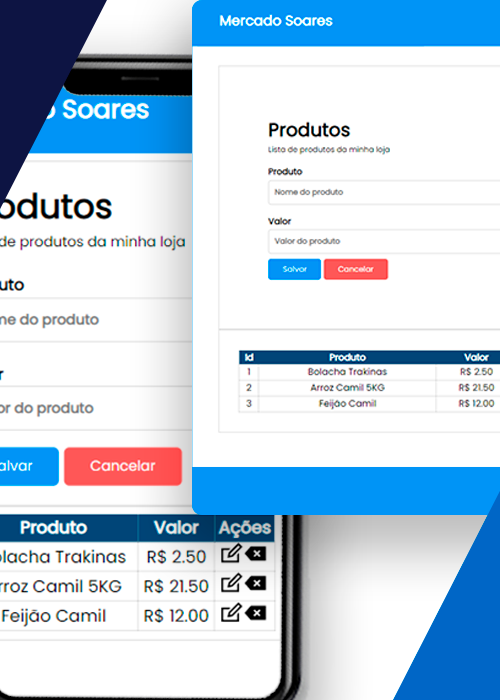 Mercado Soares
Produtos
Lista de produtos da minha loja
Produto
Nome do produto
Valor
Valor do produto
Salvar Cancelar
Id Produto Valor
1 Bolacha Trakinas R$ 2.50
2 Arroz Camil 5KG R$ 21.50
3 Feijão Camil R$ 12.00
o Soares
odutos
de produtos da minha loja
uto
me do produto
r
or do produto
alvar Cancelar
Produto Valor Ações
olacha Trakinas R$ 2.50
rroz Camil 5KG R$ 21.50
Feijão Camil R$ 12.00